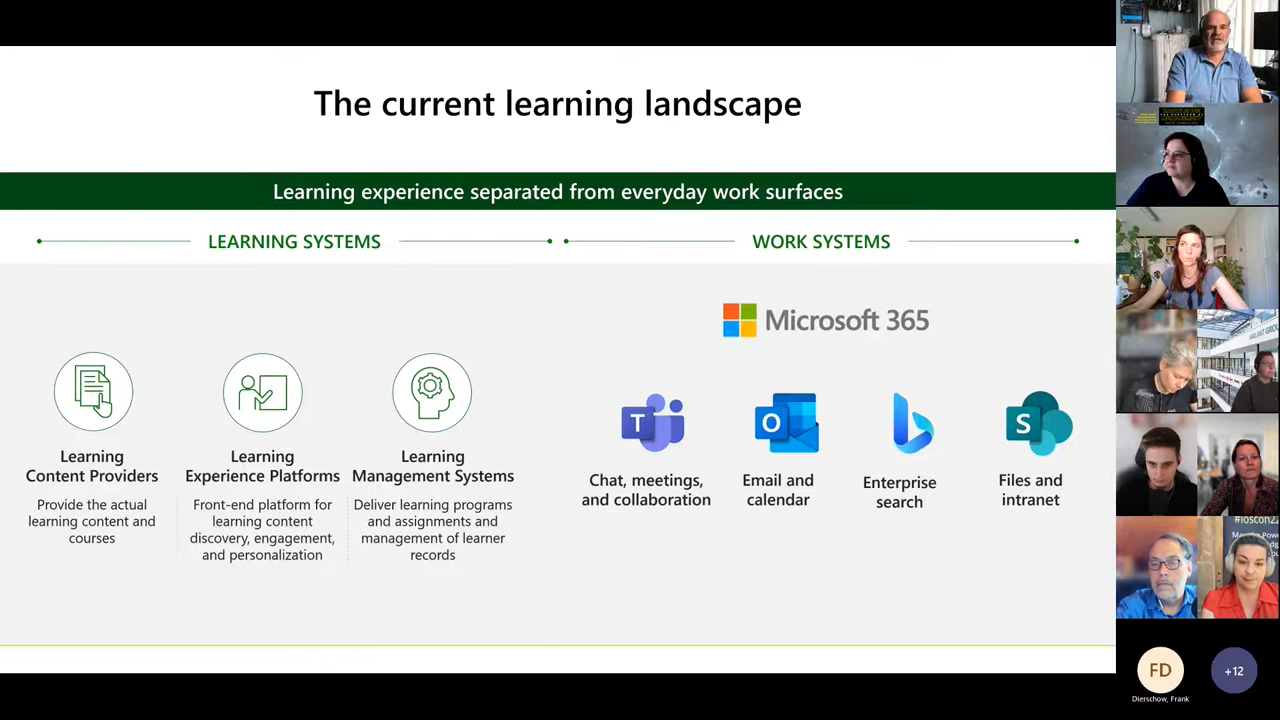 The current learning landscape
Learning experience separated from everyday work surfaces
LEARNING SYSTEMS
WORK SYSTEMS
Microsoft 365
Learning
Content Providers
Provide the actual
learning content and
courses
Learning
Experience Platforms
Front-end platform for
learning content
discovery, engagement,
and personalization
Learning
Management Systems
Deliver learning programs
and assignments and
management of learner
records
T
Chat, meetings,
and collaboration
O
Email and
calendar
Enterprise
search
S
Files and
intranet
#loscon22
FD
Dierschow, Frank
+12